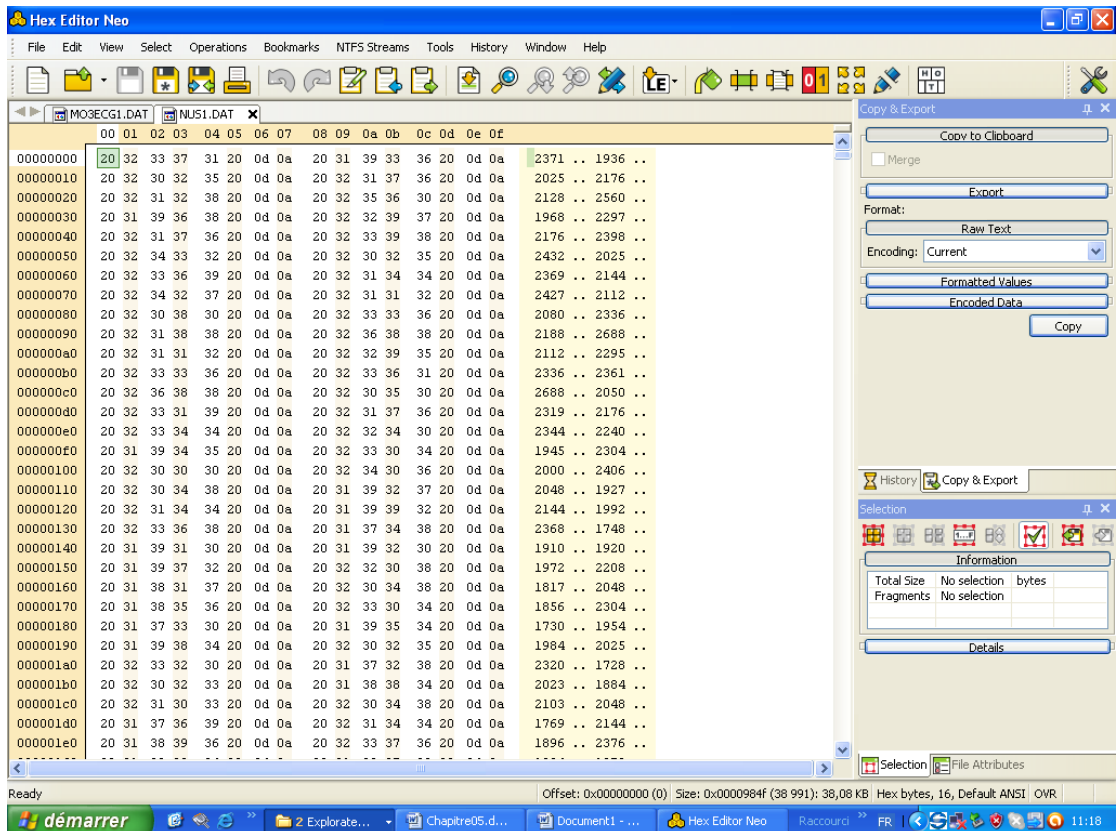 Hex Editor Neo
File Edit View Select Operations Bookmarks NTFS Streams Tools History Window Help
MO3ECG1.DAT NUS1.DAT
00 01 02 03 04 05 06 07 08 09 0a 0b 0c 0d 0e 0f
00000000 20 32 33 37 31 20 0d 0a 20 31 39 33 36 20 0d 0a 2371 .. 1936 ..
00000010 20 32 30 32 35 20 0d 0a 20 32 31 37 36 20 0d 0a 2025 .. 2176 ..
00000020 20 32 31 32 38 20 0d 0a 20 32 35 36 30 20 0d 0a 2128 .. 2560 ..
00000030 20 31 39 36 38 20 0d 0a 20 32 32 39 37 20 0d 0a 1968 .. 2297 ..
00000040 20 32 31 37 36 20 0d 0a 20 32 33 39 38 20 0d 0a 2176 .. 2398 ..
00000050 20 32 34 33 32 20 0d 0a 20 32 30 32 35 20 0d 0a 2432 .. 2025 ..
00000060 20 32 33 36 39 20 0d 0a 20 32 31 34 34 20 0d 0a 2369 .. 2144 ..
00000070 20 32 34 32 37 20 0d 0a 20 32 31 31 32 20 0d 0a 2427 .. 2112 ..
00000080 20 32 30 38 30 20 0d 0a 20 32 33 33 36 20 0d 0a 2080 .. 2336 ..
00000090 20 32 31 38 38 20 0d 0a 20 32 36 38 38 20 0d 0a 2188 .. 2688 ..
000000a0 20 32 31 31 32 20 0d 0a 20 32 32 39 35 20 0d 0a 2112 .. 2295 ..
000000b0 20 32 33 33 36 20 0d 0a 20 32 33 36 31 20 0d 0a 2336 .. 2361 ..
000000c0 20 32 36 38 38 20 0d 0a 20 32 30 35 30 20 0d 0a 2688 .. 2050 ..
000000d0 20 32 33 31 39 20 0d 0a 20 32 31 37 36 20 0d 0a 2319 .. 2176 ..
000000e0 20 32 33 34 34 20 0d 0a 20 32 32 34 30 20 0d 0a 2344 .. 2240 ..
000000f0 20 31 39 34 35 20 0d 0a 20 32 33 30 34 20 0d 0a 1945 .. 2304 ..
00000100 20 32 30 30 30 20 0d 0a 20 32 34 30 36 20 0d 0a 2000 .. 2406 ..
00000110 20 32 30 34 38 20 0d 0a 20 31 39 32 37 20 0d 0a 2048 .. 1927 ..
00000120 20 32 31 34 34 20 0d 0a 20 31 39 39 32 20 0d 0a 2144 .. 1992 ..
00000130 20 32 33 36 38 20 0d 0a 20 31 37 34 38 20 0d 0a 2368 .. 1748 ..
00000140 20 31 39 31 30 20 0d 0a 20 31 39 32 30 20 0d 0a 1910 .. 1920 ..
00000150 20 31 39 37 32 20 0d 0a 20 32 32 30 38 20 0d 0a 1972 .. 2208 ..
00000160 20 31 38 31 37 20 0d 0a 20 32 30 34 38 20 0d 0a 1817 .. 2048 ..
00000170 20 31 38 35 36 20 0d 0a 20 32 33 30 34 20 0d 0a 1856 .. 2304 ..
00000180 20 31 37 33 30 20 0d 0a 20 31 39 35 34 20 0d 0a 1730 .. 1954 ..
00000190 20 31 39 38 34 20 0d 0a 20 32 30 32 35 20 0d 0a 1984 .. 2025 ..
000001a0 20 32 33 32 30 20 0d 0a 20 31 37 32 38 20 0d 0a 2320 .. 1728 ..
000001b0 20 32 30 32 33 20 0d 0a 20 31 38 38 34 20 0d 0a 2023 .. 1884 ..
000001c0 20 32 31 30 33 20 0d 0a 20 32 30 34 38 20 0d 0a 2103 .. 2048 ..
000001d0 20 31 37 36 39 20 0d 0a 20 32 31 34 34 20 0d 0a 1769 .. 2144 ..
000001e0 20 31 38 39 36 20 0d 0a 20 32 33 37 36 20 0d 0a 1896 .. 2376 ..
Copy & Export
Copy to Clipboard
Merge
Export
Format:
Raw Text
Encoding: Current
Formatted Values
Encoded Data
Copy
History Copy & Export
Selection
Information
Total Size No selection bytes
Fragments No selection
Details
Selection File Attributes
Ready Offset: 0x00000000 (0) Size: 0x0000984f (38 991): 38,08 KB Hex bytes, 16, Default ANSI OVR
démarrer 2 Explorate... Chapitre05.d... Document1 - ... Hex Editor Neo Raccourci FR 11:18